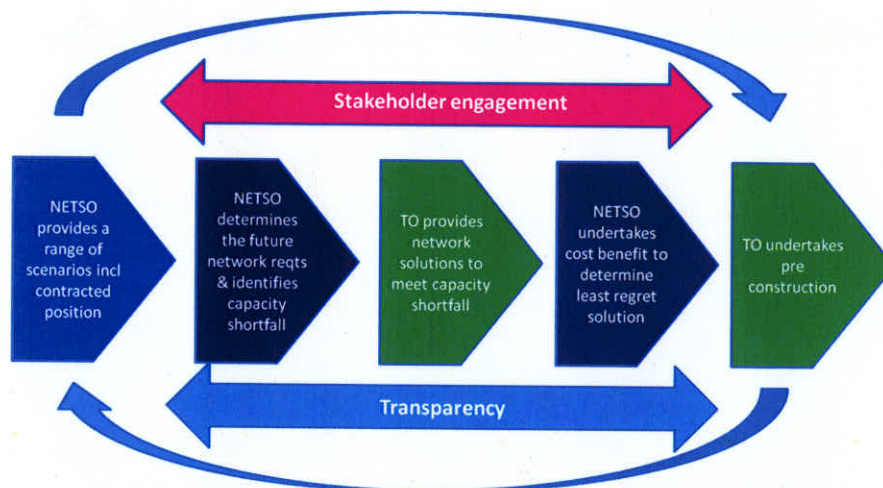 Stakeholder engagement
NETSO
provides a
range of
scenarios incl
contracted
position
NETSO
determines
the future
network reqts
& identifies
capacity
shortfall
TO provides
network
solutions to
meet capacity
shortfall
NETSO
undertakes
cost benefit to
determine
least regret
solution
TO undertakes
pre
construction
Transparency